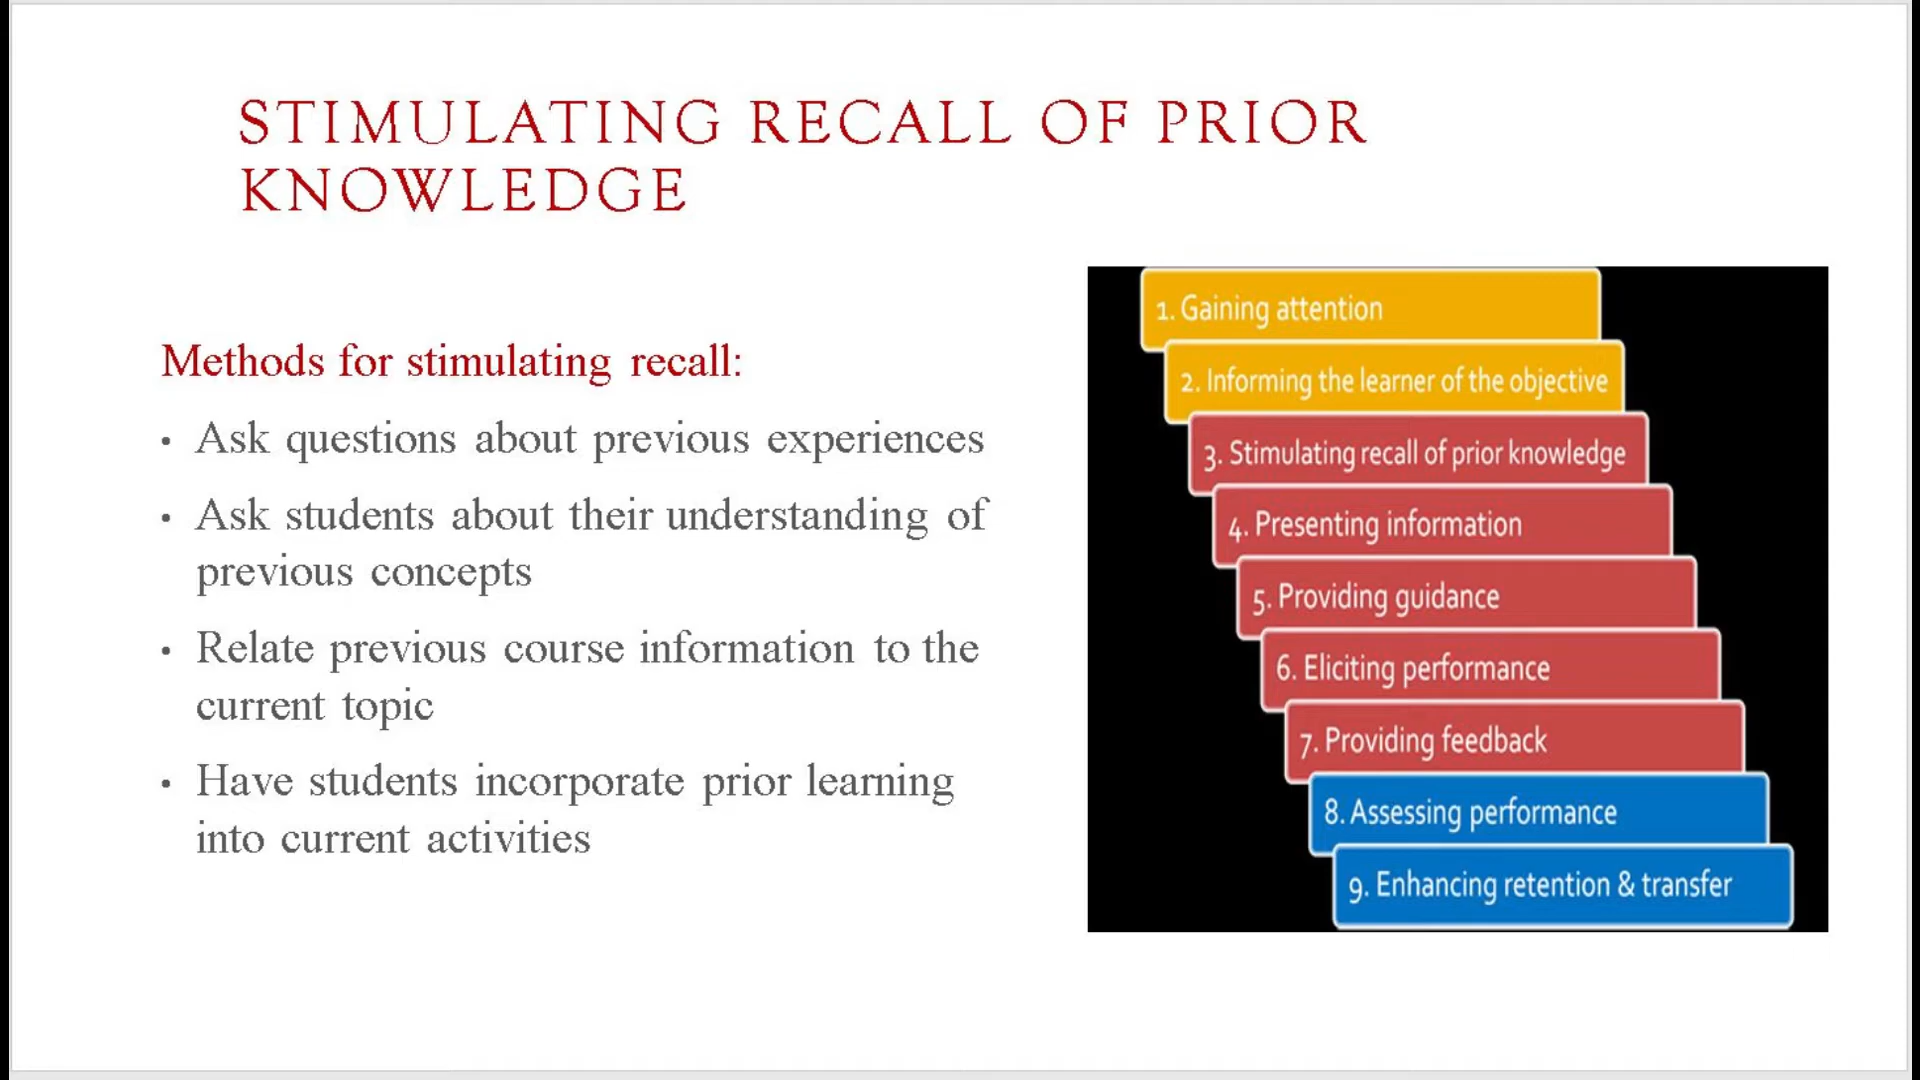 STIMULATING RECALL OF PRIOR
KNOWLEDGE
Methods for stimulating recall:
• Ask questions about previous experiences
• Ask students about their understanding of
previous concepts
• Relate previous course information to the
current topic
• Have students incorporate prior learning
into current activities
1. Gaining attention
2. Informing the learner of the objective
3. Stimulating recall of prior knowledge
4. Presenting information
5. Providing guidance
6. Eliciting performance
7. Providing feedback
8. Assessing performance
9. Enhancing retention & transfer